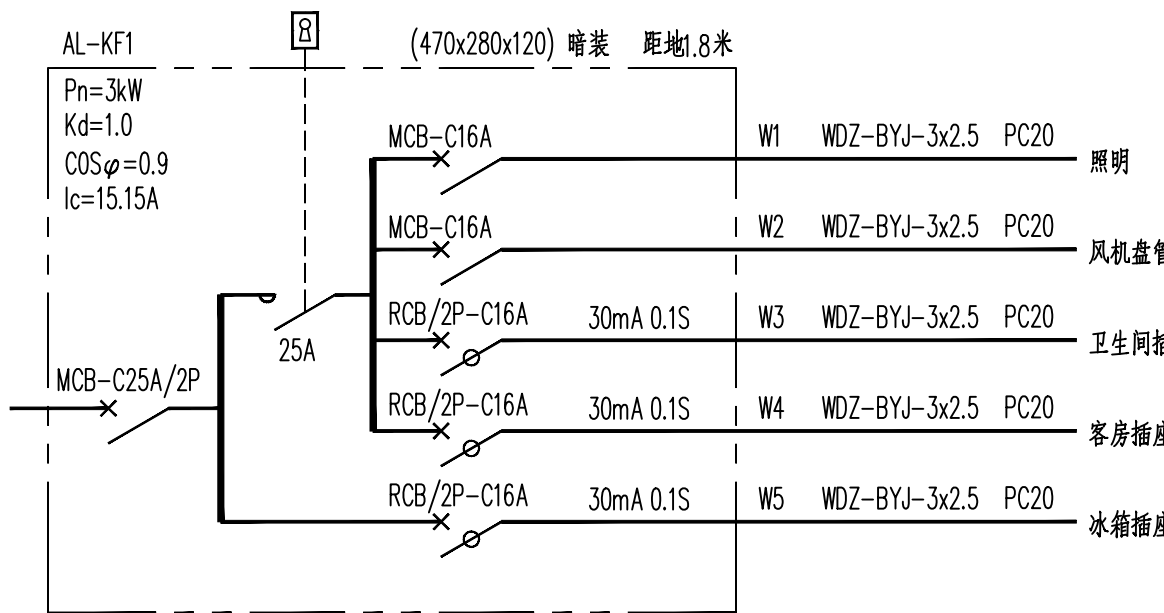 AL-KF1 (470x280x120) 暗装 距地1.8米
Pn=3kW
Kd=1.0
COSφ=0.9
Ic=15.15A
MCB-C25A/2P
25A
MCB-C16A W1 WDZ-BYJ-3x2.5 PC20 照明
MCB-C16A W2 WDZ-BYJ-3x2.5 PC20 风机盘管
RCB/2P-C16A 30mA 0.1S W3 WDZ-BYJ-3x2.5 PC20 卫生间插
RCB/2P-C16A 30mA 0.1S W4 WDZ-BYJ-3x2.5 PC20 客房插座
RCB/2P-C16A 30mA 0.1S W5 WDZ-BYJ-3x2.5 PC20 冰箱插座